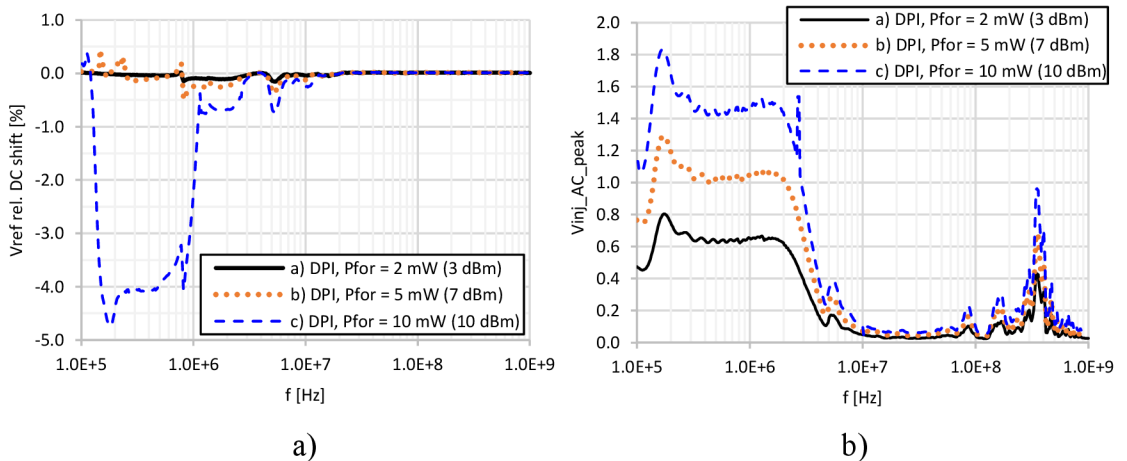 1.0
0.0
-1.0
-2.0
-3.0
-4.0
-5.0
Vref rel. DC shift [%]
a) DPI, Pfor = 2 mW (3 dBm)
b) DPI, Pfor = 5 mW (7 dBm)
c) DPI, Pfor = 10 mW (10 dBm)
1.0E+5 1.0E+6 1.0E+7 1.0E+8 1.0E+9
f [Hz]
a)
2.0
1.8
1.6
1.4
1.2
1.0
0.8
0.6
0.4
0.2
0.0
Vinj_AC_peak
a) DPI, Pfor = 2 mW (3 dBm)
b) DPI, Pfor = 5 mW (7 dBm)
c) DPI, Pfor = 10 mW (10 dBm)
1.0E+5 1.0E+6 1.0E+7 1.0E+8 1.0E+9
f [Hz]
b)